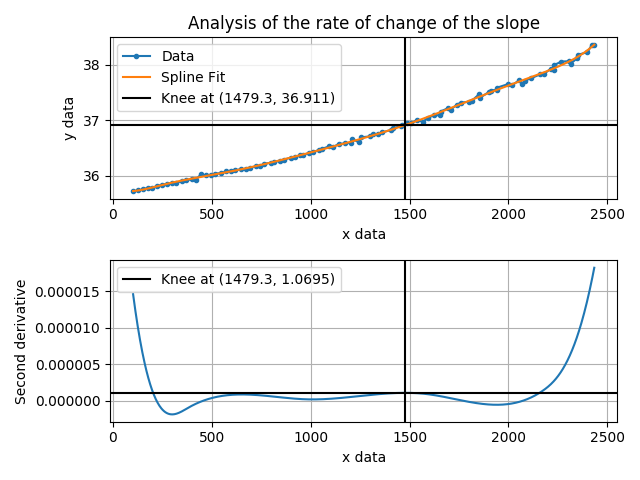 Analysis of the rate of change of the slope
y data
38
37
36
Data
Spline Fit
Knee at (1479.3, 36.911)
0
500
1000
1500
2000
2500
x data
Second derivative
0.000015
0.000010
0.000005
0.000000
Knee at (1479.3, 1.0695)
0
500
1000
1500
2000
2500
x data